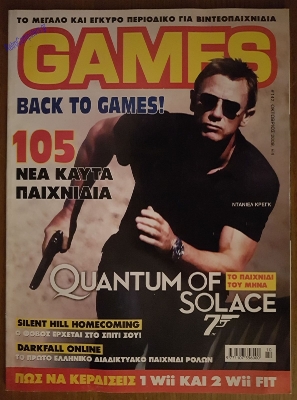 ΤΟ ΜΕΓΑΛΟ ΚΑΙ ΕΓΚΥΡΟ ΠΕΡΙΟΔΙΚΟ ΓΙΑ ΒΙΝΤΕΟΠΑΙΧΝΙΔΙΑ
GAMES
BACK TO GAMES!
105
ΝΕΑ ΚΑΥΤΑ
ΠΑΙΧΝΙΔΙΑ
ΝΤΑΝΙΕΛ ΚΡΕΓΚ
QUANTUM OF
SOLACE
007
ΤΟ ΠΑΙΧΝΙΔΙ
ΤΟΥ ΜΗΝΑ
SILENT HILL HOMECOMING
Ο ΦΟΒΟΣ ΕΡΧΕΤΑΙ ΣΤΟ ΣΠΙΤΙ ΣΟΥ!
DARKFALL ONLINE
ΤΟ ΠΡΩΤΟ ΕΛΛΗΝΙΚΟ ΔΙΑΔΙΚΤΥΑΚΟ ΠΑΙΧΝΙΔΙ ΡΟΛΩΝ
ΠΩΣ ΝΑ ΚΕΡΔΙΣΕΙΣ 1 Wii ΚΑΙ 2 Wii FIT